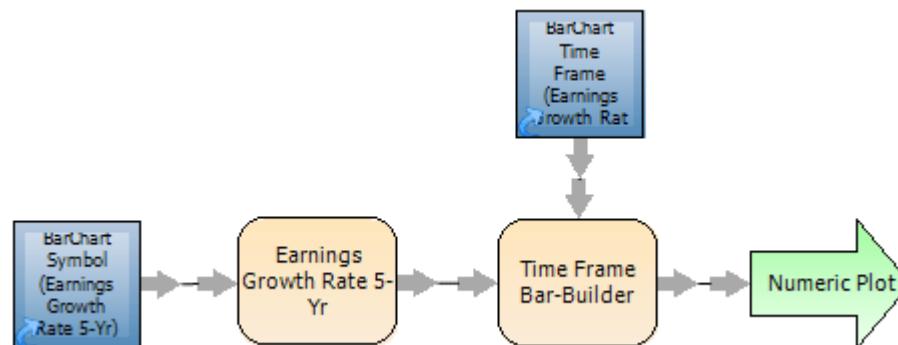 BarChart
Time
Frame
(Earnings
Growth Rat
BarChart
Symbol
(Earnings
Growth
Rate 5-Yr)
Earnings
Growth Rate 5-
Yr
Time Frame
Bar-Builder
Numeric Plot